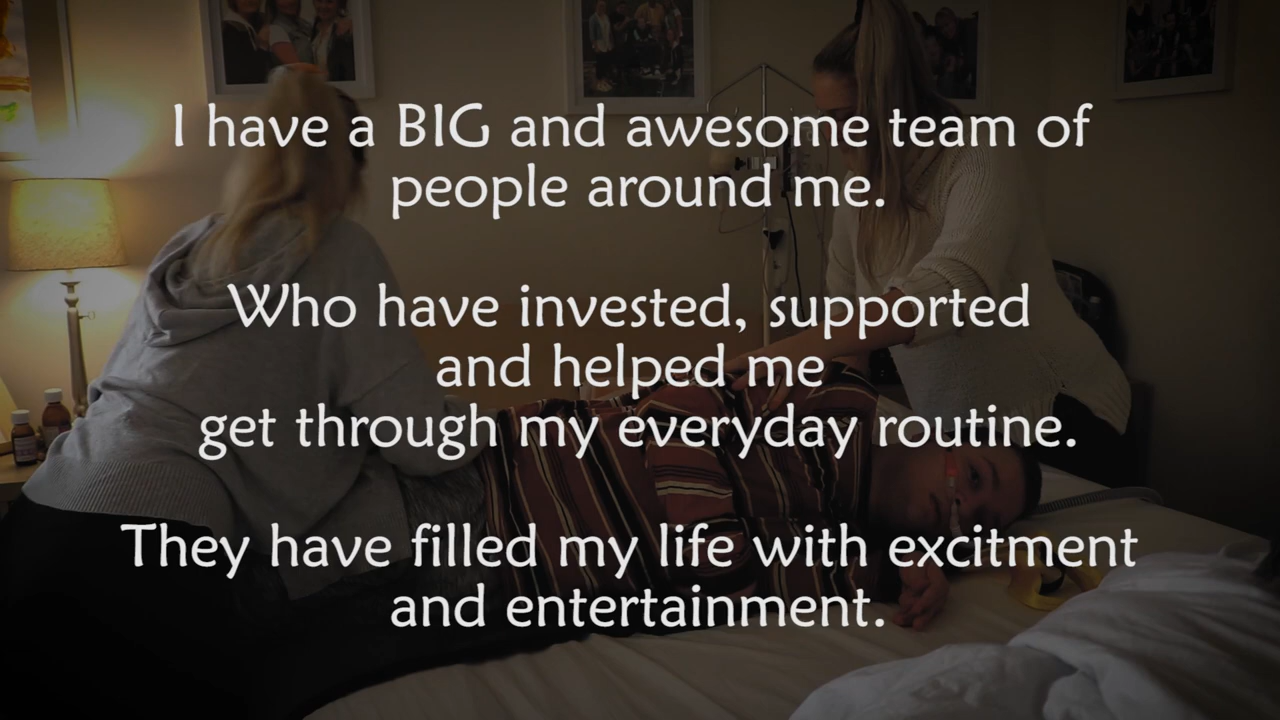 I have a BIG and awesome team of
people around me.
Who have invested, supported
and helped me
get through my everyday routine.
They have filled my life with excitment
and entertainment.